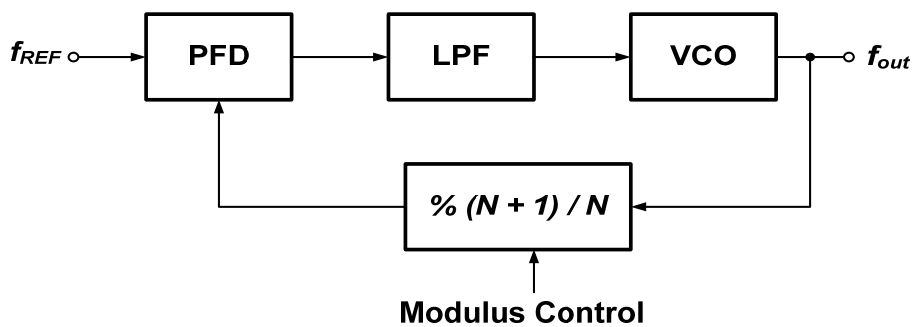 f_REF PFD LPF VCO f_out
% (N + 1) / N
Modulus Control